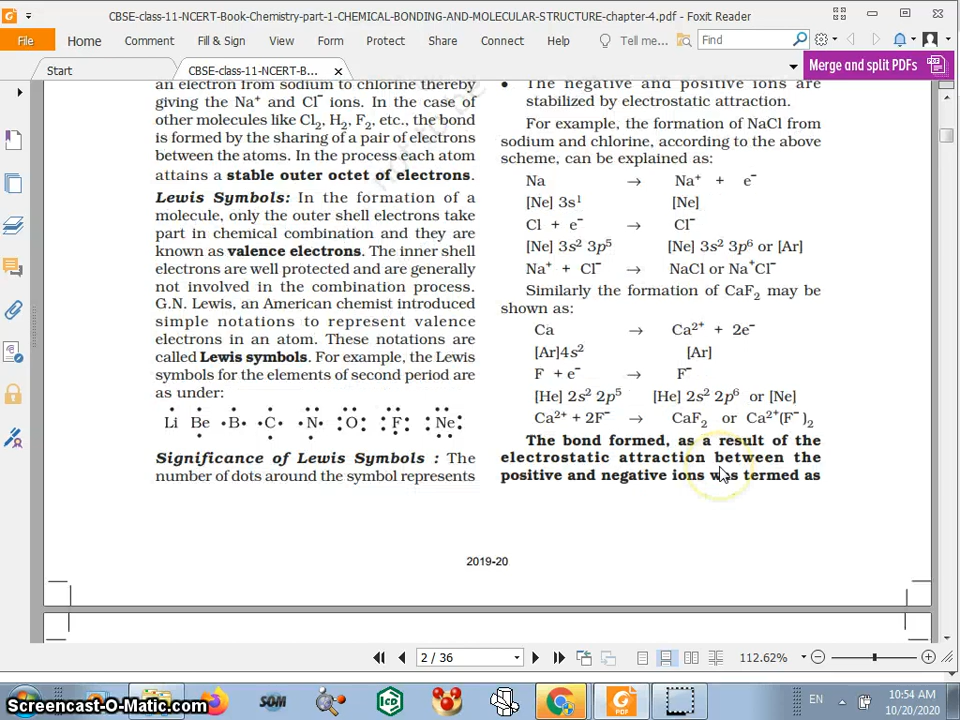 CBSE-class-11-NCERT-Book-Chemistry-part-1-CHEMICAL-BONDING-AND-MOLECULAR-STRUCTURE-chapter-4.pdf - Foxit Reader
File Home Comment Fill & Sign View Form Protect Share Connect Help Tell me... Find
Start CBSE-class-11-NCERT-B... Merge and split PDFs
an electron from sodium to chlorine thereby
giving the Na⁺ and Cl⁻ ions. In the case of
other molecules like Cl₂, H₂, F₂, etc., the bond
is formed by the sharing of a pair of electrons
between the atoms. In the process each atom
attains a stable outer octet of electrons.
Lewis Symbols: In the formation of a
molecule, only the outer shell electrons take
part in chemical combination and they are
known as valence electrons. The inner shell
electrons are well protected and are generally
not involved in the combination process.
G.N. Lewis, an American chemist introduced
simple notations to represent valence
electrons in an atom. These notations are
called Lewis symbols. For example, the Lewis
symbols for the elements of second period are
as under:
Li Be B C N O F Ne
Significance of Lewis Symbols : The
number of dots around the symbol represents
• The negative and positive ions are
stabilized by electrostatic attraction.
For example, the formation of NaCl from
sodium and chlorine, according to the above
scheme, can be explained as:
Na → Na⁺ + e⁻
[Ne] 3s¹ [Ne]
Cl + e⁻ → Cl⁻
[Ne] 3s² 3p⁵ [Ne] 3s² 3p⁶ or [Ar]
Na⁺ + Cl⁻ → NaCl or Na⁺Cl⁻
Similarly the formation of CaF₂ may be
shown as:
Ca → Ca²⁺ + 2e⁻
[Ar]4s² [Ar]
F + e⁻ → F⁻
[He] 2s² 2p⁵ [He] 2s² 2p⁶ or [Ne]
Ca²⁺ + 2F⁻ → CaF₂ or Ca²⁺(F⁻)₂
The bond formed, as a result of the
electrostatic attraction between the
positive and negative ions was termed as
2019-20
2 / 36 112.62%
SOM ICD PDF EN 10:54 AM
10/20/2020
Screencast-O-Matic.com